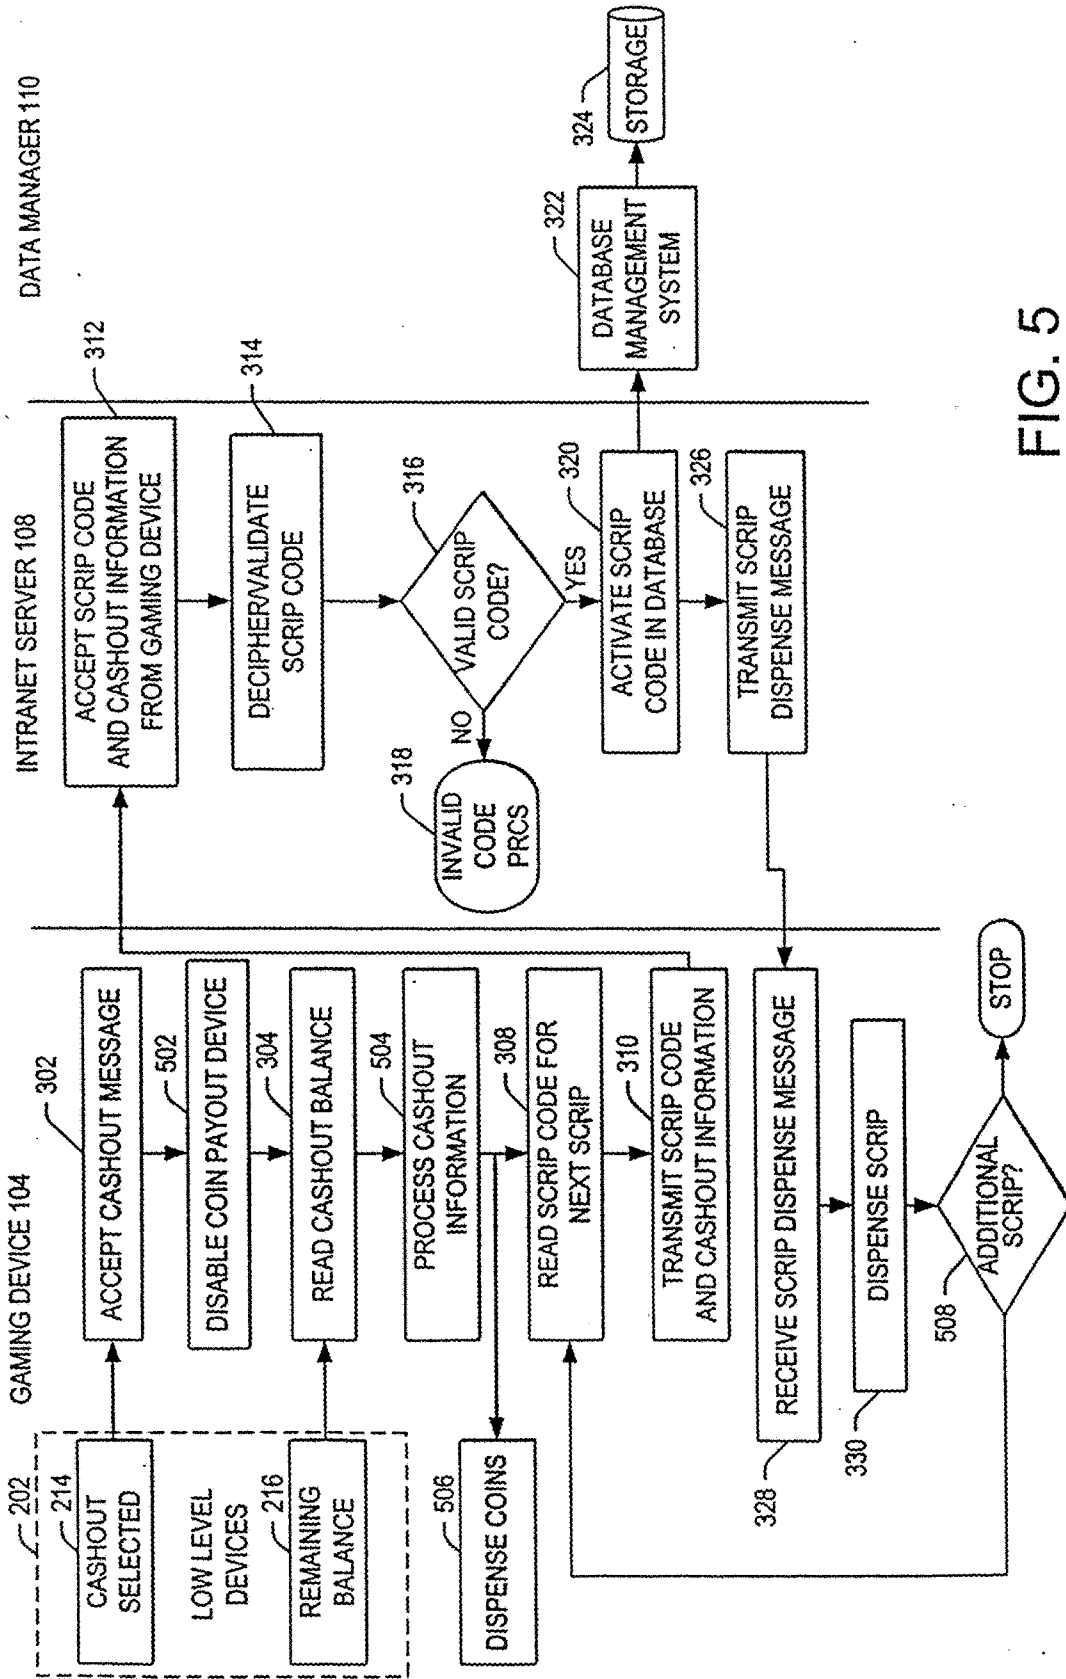 GAMING DEVICE 104
INTRANET SERVER 108
DATA MANAGER 110
202
214
CASHOUT
SELECTED
LOW LEVEL
DEVICES
216
REMAINING
BALANCE
302
ACCEPT CASHOUT MESSAGE
502
DISABLE COIN PAYOUT DEVICE
304
READ CASHOUT BALANCE
504
PROCESS CASHOUT
INFORMATION
506
DISPENSE COINS
308
READ SCRIP CODE FOR
NEXT SCRIP
310
TRANSMIT SCRIP CODE
AND CASHOUT INFORMATION
312
ACCEPT SCRIP CODE
AND CASHOUT INFORMATION
FROM GAMING DEVICE
314
DECIPHER/VALIDATE
SCRIP CODE
316
VALID SCRIP
CODE?
NO
318
INVALID
CODE
PRCS
YES
320
ACTIVATE SCRIP
CODE IN DATABASE
322
DATABASE
MANAGEMENT
SYSTEM
324
STORAGE
326
TRANSMIT SCRIP
DISPENSE MESSAGE
328
RECEIVE SCRIP DISPENSE MESSAGE
330
DISPENSE SCRIP
508
ADDITIONAL
SCRIP?
STOP
FIG. 5